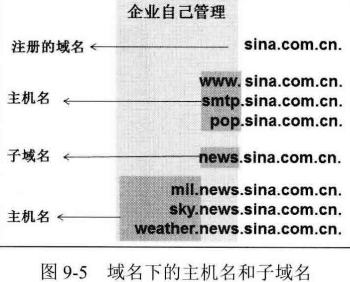 企业自己管理
注册的域名 sina.com.cn.
www. sina.com.cn.
主机名 smtp.sina.com.cn.
pop.sina.com.cn.
子域名 news.sina.com.cn.
mil.news.sina.com.cn.
sky.news.sina.com.cn.
主机名 weather.news.sina.com.cn.
图 9-5 域名下的主机名和子域名